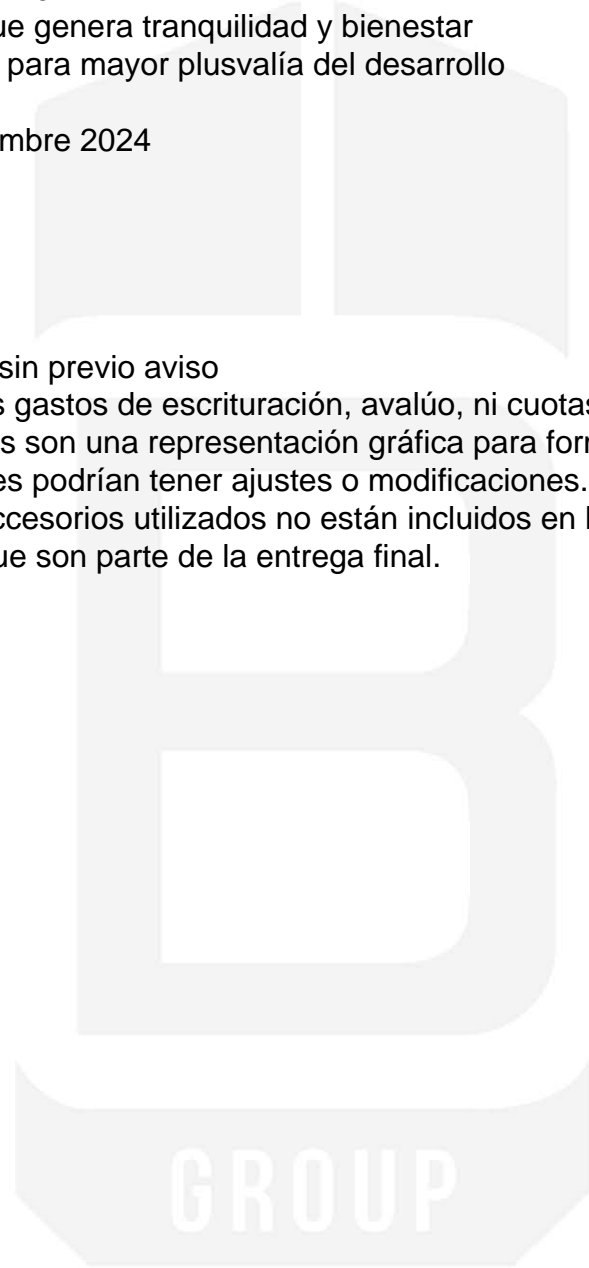 ue genera tranquilidad y bienestar
para mayor plusvalía del desarrollo
mbre 2024
sin previo aviso
s gastos de escrituración, avalúo, ni cuotas
s son una representación gráfica para for
es podrían tener ajustes o modificaciones.
ccesorios utilizados no están incluidos en
ue son parte de la entrega final.
B
GROUP